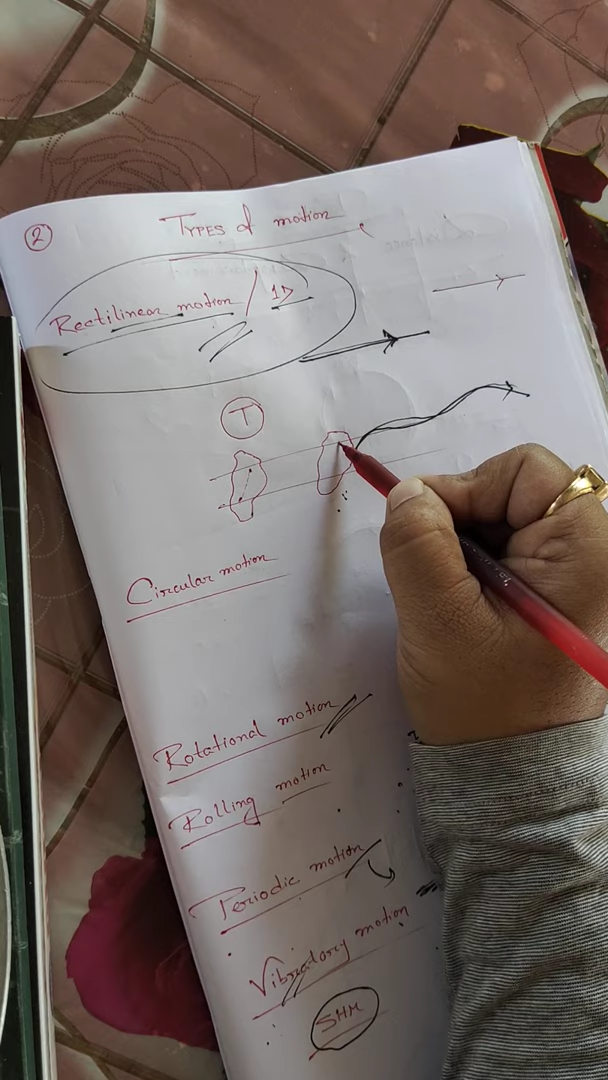 2
TYPES of motion
Rectilinear motion / 1D
T
Circular motion
Rotational motion
Rolling motion
Periodic motion
Vibratory motion
SHM